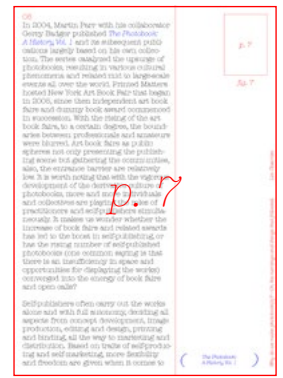 08
In 2004, Martin Parr with his collaborator
Gerry Badger published The Photobook:
A History, Vol. 1 and its subsequent publi-
cations largely based on his own collec-
tion. The series catalyzed the upsurge of
photobooks, resulting in various cultural
phenomena and related visit to large-scale
events all over the world. Printed Matters
hosted New York Art Book Fair that began
in 2005, since then independent art book
fairs and dummy book award commenced
in succession. With the rising of the art
book fairs, to a certain degree, the bound-
aries between professionals and amateurs
were blurred. Art book fairs as public
spheres not only presenting the publish-
ing scene but gathering the communities,
also, the entrance barrier are relatively
low. It is worth noting that with the
development of the culture of
photobooks, more and more individuals
and collectives are playing the roles of
practitioners and self-publishers simulta-
neously. It makes us wonder whether the
increase of book fairs and related awards
has led to the boost in self-publishing, or
has the rising number of self-published
photobooks (one common saying is that
there is an insufficiency in space and
opportunities for displaying the works)
converged into the energy of book fairs
and open calls?
Self-publishers often carry out the works
alone and with full autonomy, deciding all
aspects from concept development, image
production, editing and design, printing
and binding, all the way to marketing and
distribution. Based on traits of self-produc-
ing and self-marketing, more flexibility
and freedom are given when it comes to
p. 7
p. 7
( The Photobook:
A History, Vol. 1 )